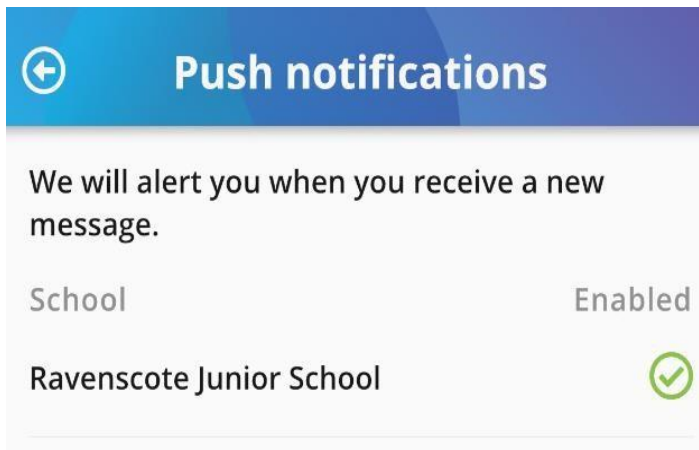 Push notifications
We will alert you when you receive a new
message.
School Enabled
Ravenscote Junior School